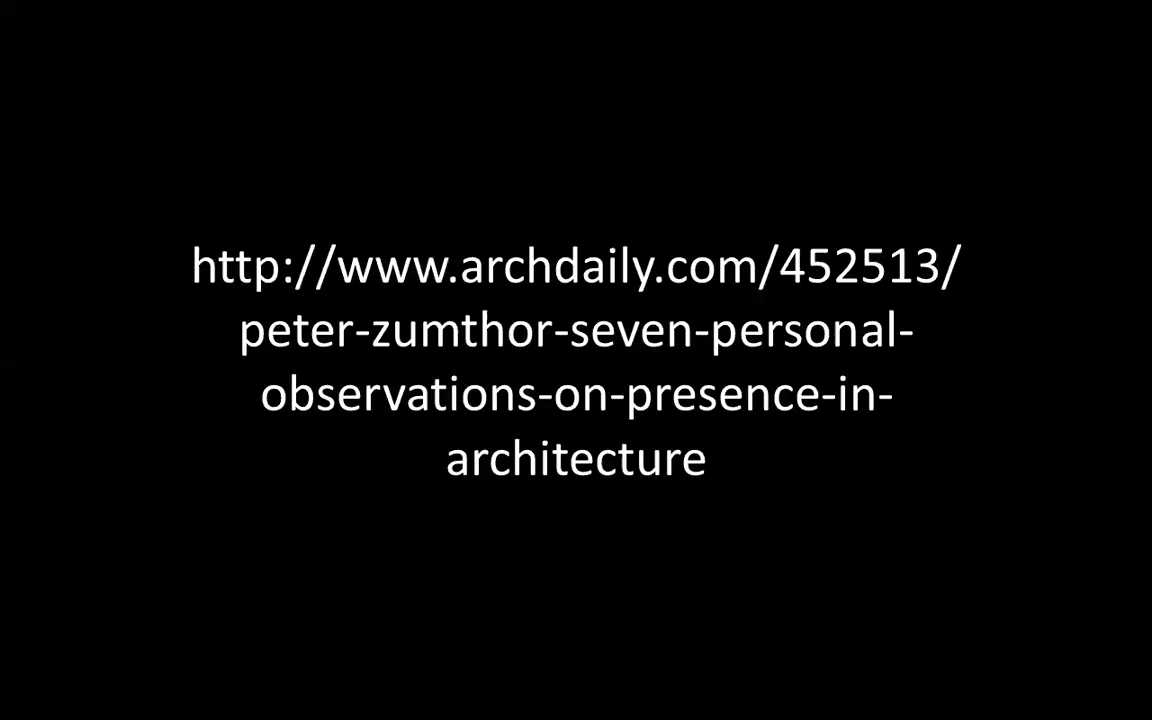 http://www.archdaily.com/452513/
peter-zumthor-seven-personal-
observations-on-presence-in-
architecture